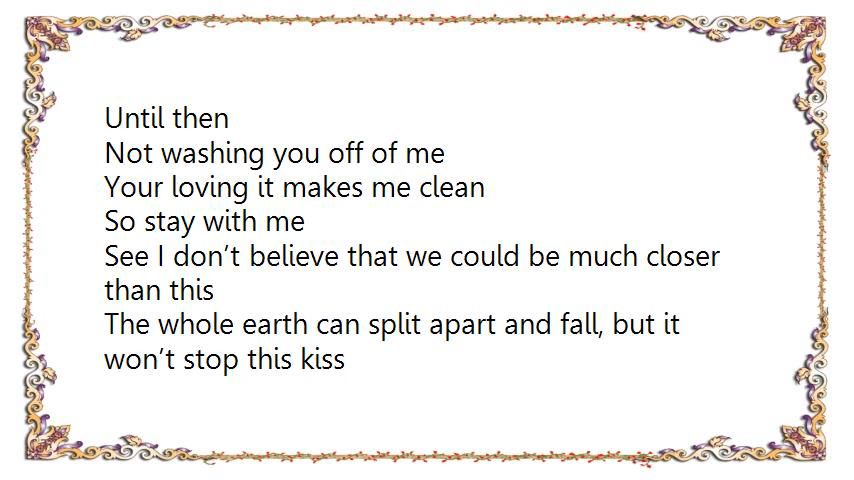 Until then
Not washing you off of me
Your loving it makes me clean
So stay with me
See I don’t believe that we could be much closer
than this
The whole earth can split apart and fall, but it
won’t stop this kiss